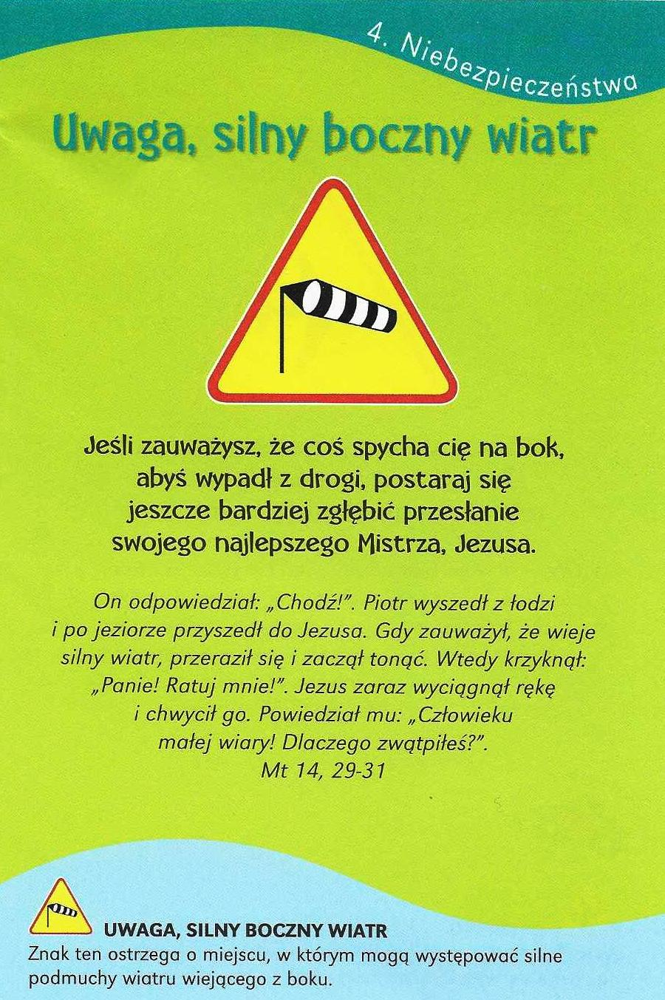 4. Niebezpieczeństwa
Uwaga, silny boczny wiatr
Jeśli zauważysz, że coś spycha cię na bok,
abyś wypadł z drogi, postaraj się
jeszcze bardziej zgłębić przesłanie
swojego najlepszego Mistrza, Jezusa.
On odpowiedział: „Chodź!”. Piotr wyszedł z łodzi
i po jeziorze przyszedł do Jezusa. Gdy zauważył, że wieje
silny wiatr, przeraził się i zaczął tonąć. Wtedy krzyknął:
„Panie! Ratuj mnie!”. Jezus zaraz wyciągnął rękę
i chwycił go. Powiedział mu: „Człowieku
małej wiary! Dlaczego zwątpiłeś?”.
Mt 14, 29-31
UWAGA, SILNY BOCZNY WIATR
Znak ten ostrzega o miejscu, w którym mogą występować silne
podmuchy wiatru wiejącego z boku.